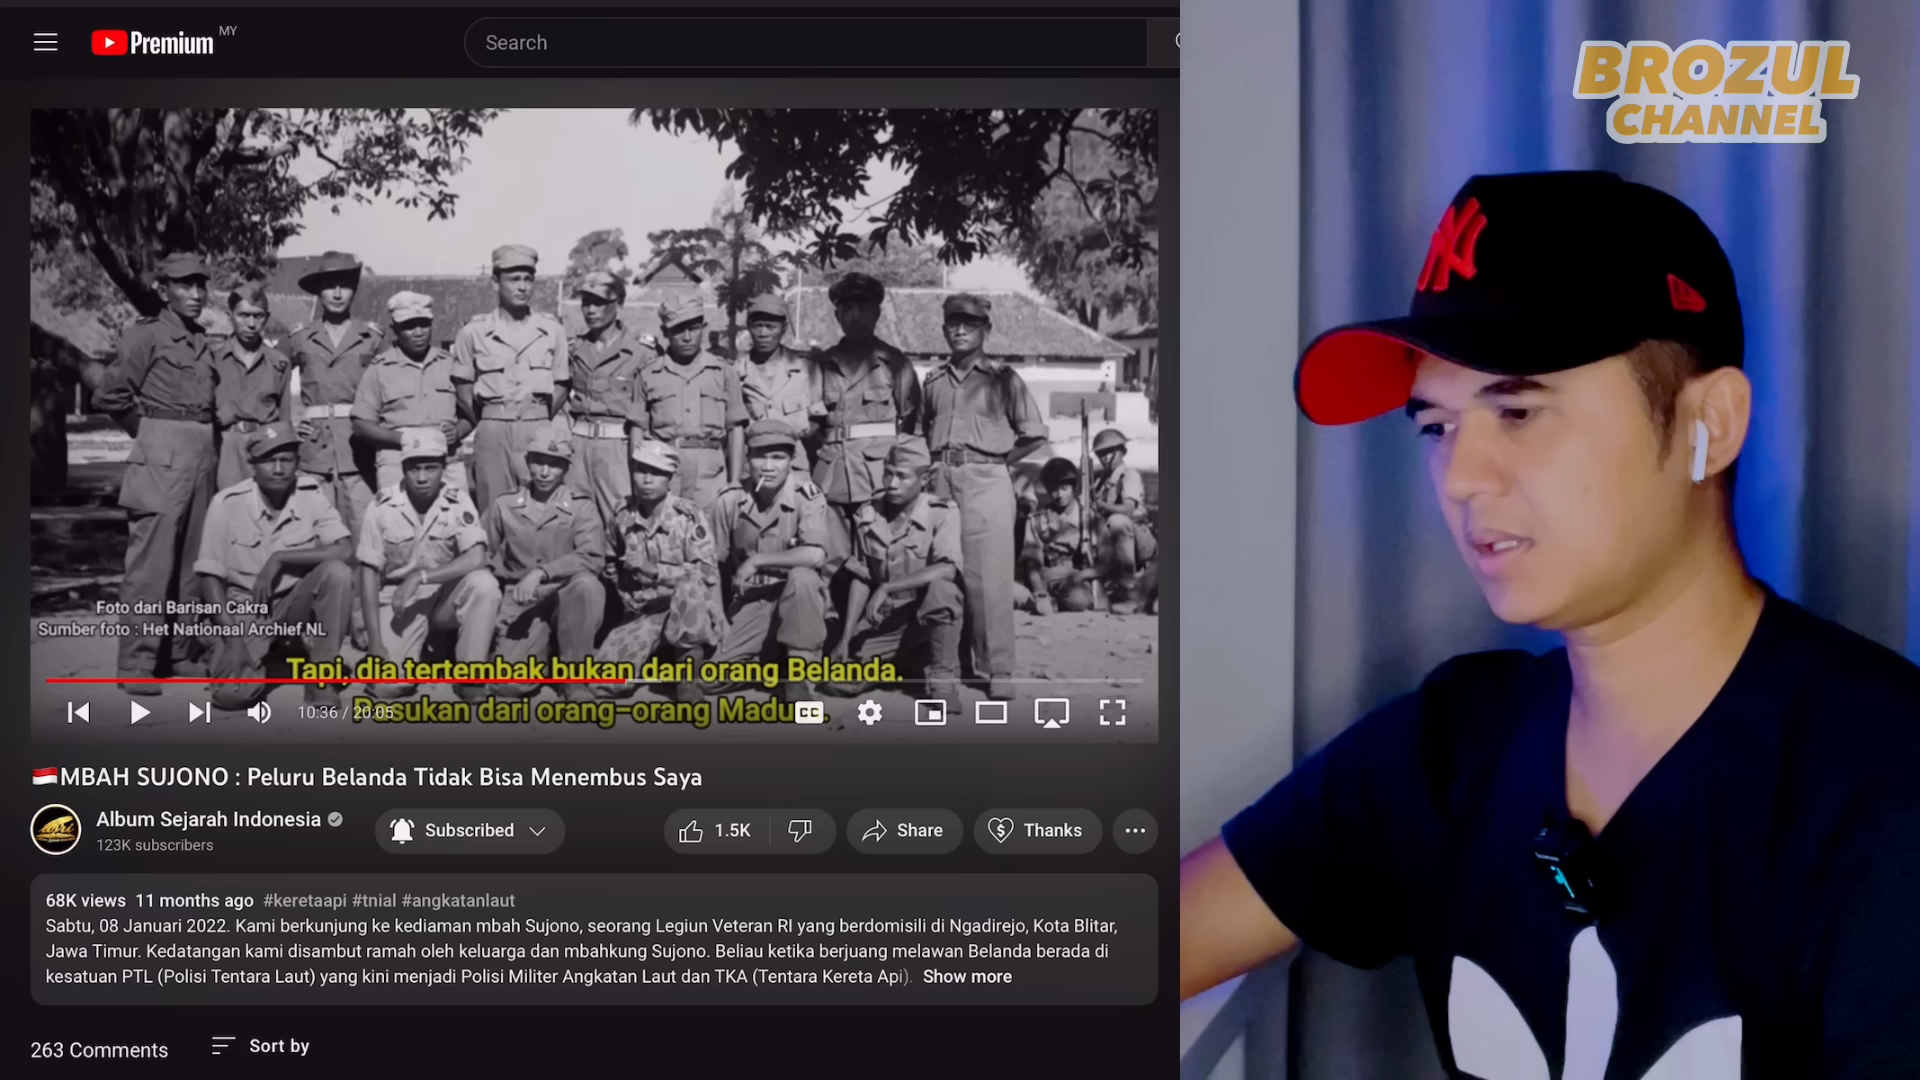 Premium MY
Search
BROZUL
CHANNEL
NY
Foto dari Barisan Cakra
Sumber foto : Het Nationaal Archief NL
Tapi, dia tertembak bukan dari orang Belanda.
10:36 / 20:05
orang-orang
CC
🇮🇩MBAH SUJONO : Peluru Belanda Tidak Bisa Menembus Saya
Album Sejarah Indonesia
123K subscribers
Subscribed
1.5K
Share
Thanks
68K views 11 months ago #keretaapi #tnial #angkatanlaut
Sabtu, 08 Januari 2022. Kami berkunjung ke kediaman mbah Sujono, seorang Legiun Veteran RI yang berdomisili di Ngadirejo, Kota Blitar,
Jawa Timur. Kedatangan kami disambut ramah oleh keluarga dan mbahkung Sujono. Beliau ketika berjuang melawan Belanda berada di
kesatuan PTL (Polisi Tentara Laut) yang kini menjadi Polisi Militer Angkatan Laut dan TKA (Tentara Kereta Api). Show more
263 Comments
Sort by